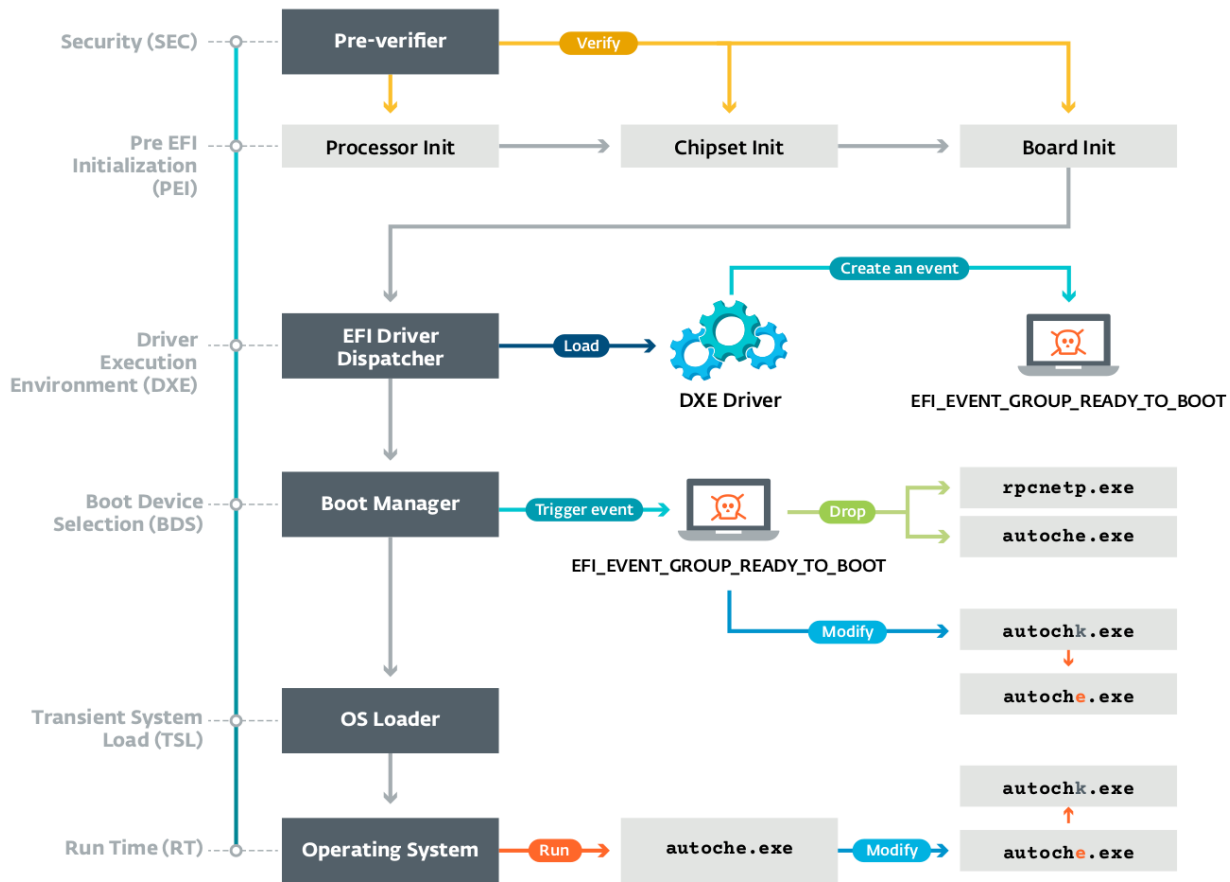 Security (SEC)
Pre-verifier
Verify
Pre EFI
Initialization
(PEI)
Processor Init
Chipset Init
Board Init
Create an event
Driver
Execution
Environment (DXE)
EFI Driver
Dispatcher
Load
DXE Driver
EFI_EVENT_GROUP_READY_TO_BOOT
Boot Device
Selection (BDS)
Boot Manager
Trigger event
EFI_EVENT_GROUP_READY_TO_BOOT
Drop
rpcnetp.exe
autoche.exe
Modify
autochk.exe
autoche.exe
Transient System
Load (TSL)
OS Loader
Run Time (RT)
Operating System
Run
autoche.exe
Modify
autochk.exe
autoche.exe